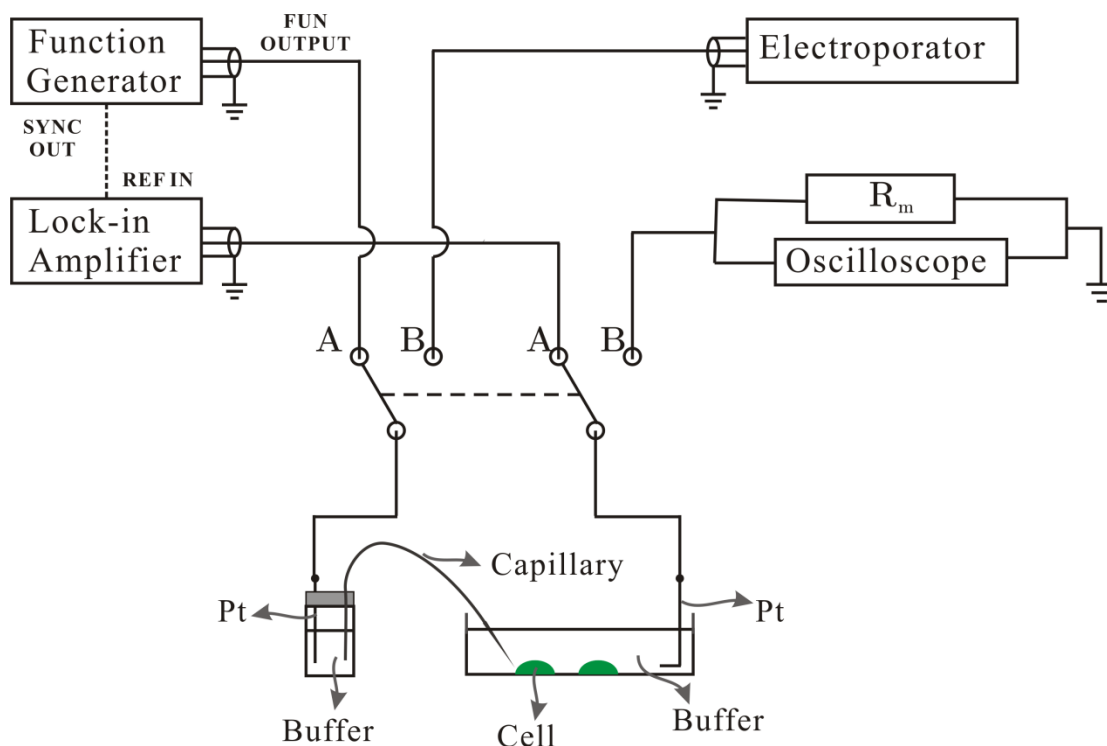 Function
Generator
FUN
OUTPUT
Electroporator
SYNC
OUT
REF IN
Lock-in
Amplifier
Rm
Oscilloscope
A
B
A
B
Capillary
Pt
Pt
Buffer
Cell
Buffer